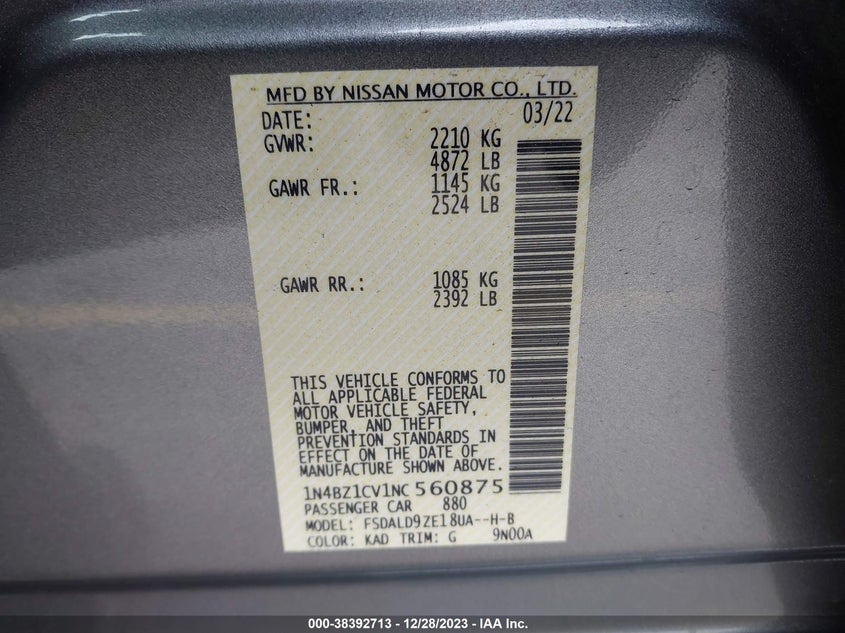 MFD BY NISSAN MOTOR CO., LTD.
DATE: 03/22
GVWR: 2210 KG
4872 LB
GAWR FR.: 1145 KG
2524 LB
GAWR RR.: 1085 KG
2392 LB
THIS VEHICLE CONFORMS TO
ALL APPLICABLE FEDERAL
MOTOR VEHICLE SAFETY,
BUMPER, AND THEFT
PREVENTION STANDARDS IN
EFFECT ON THE DATE OF
MANUFACTURE SHOWN ABOVE.
1N4BZ1CV1NC560875
PASSENGER CAR 880
MODEL: FSDALD9ZE18UA--H-B
COLOR: KAD TRIM: G 9N00A
000-38392713 - 12/28/2023 - IAA Inc.